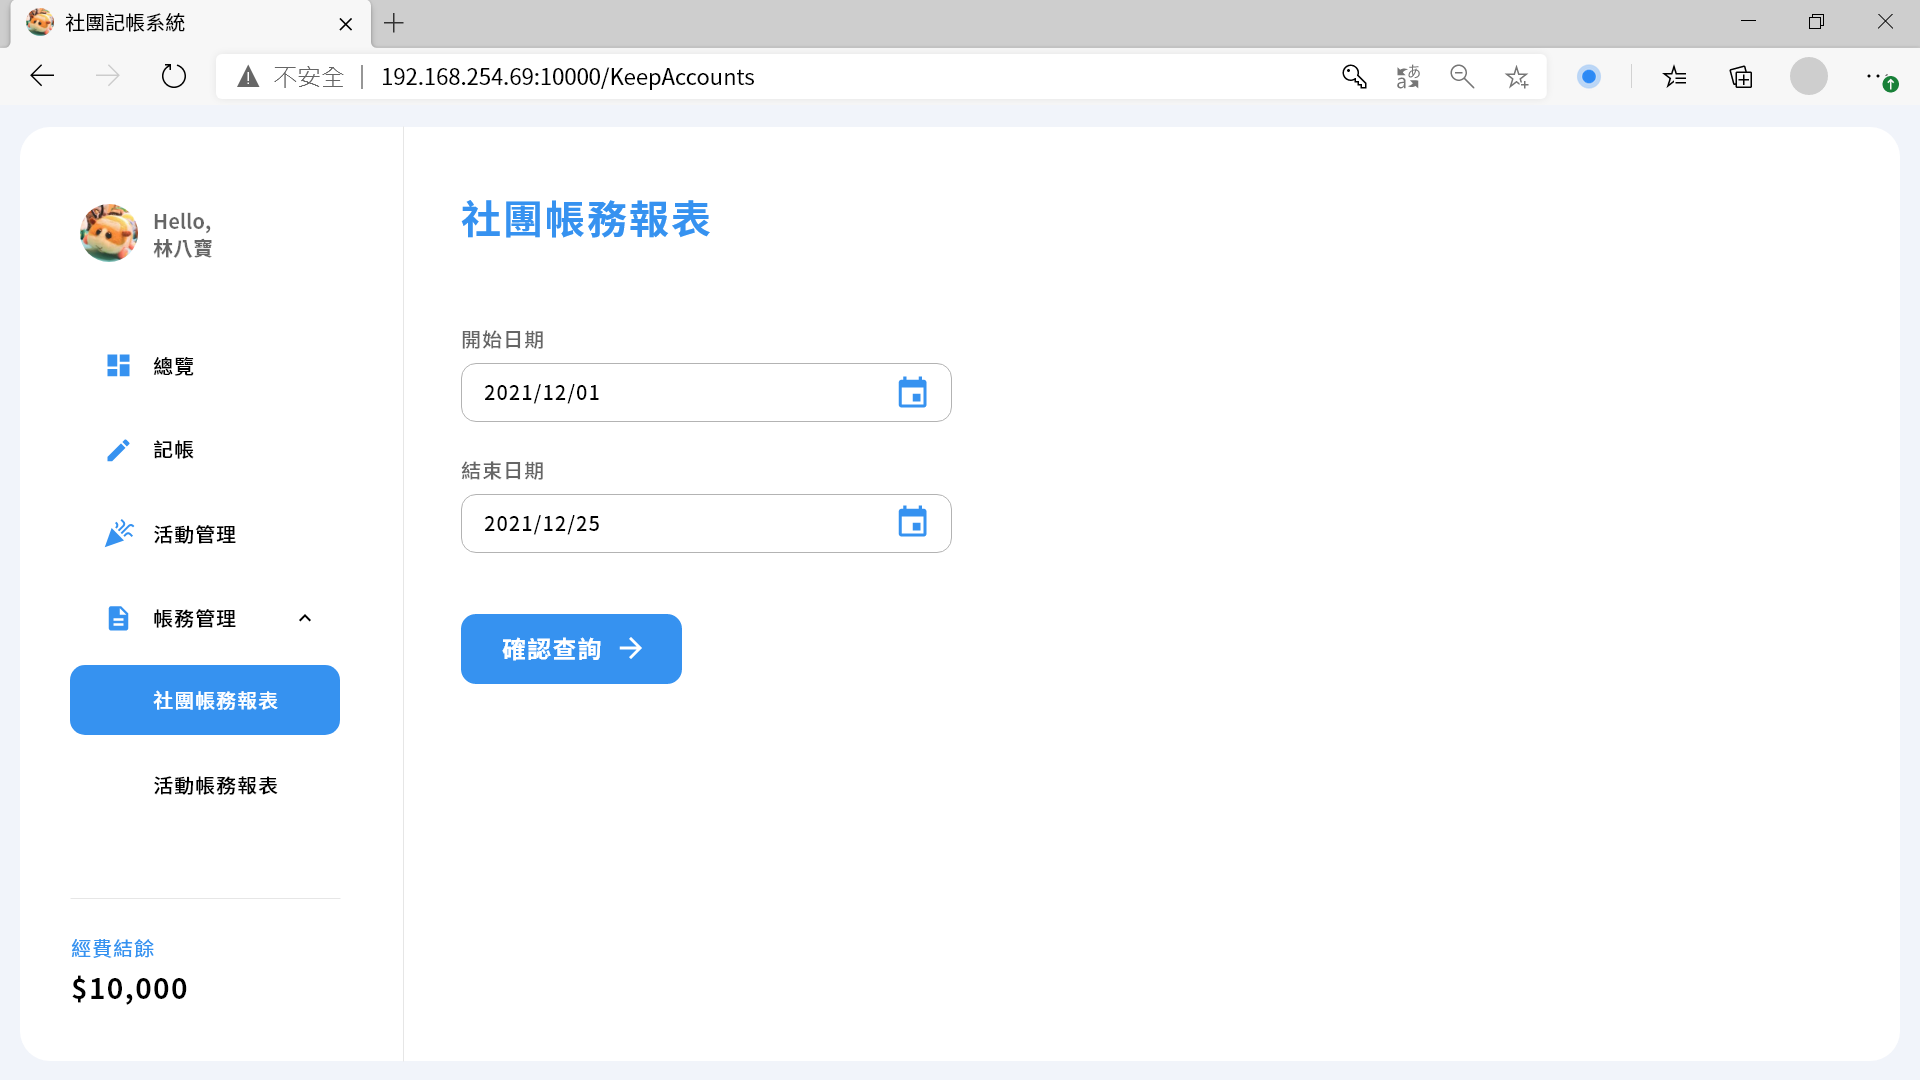 社團記帳系統
不安全 | 192.168.254.69:10000/KeepAccounts
Hello,
林八寶
總覽
記帳
活動管理
帳務管理
社團帳務報表
活動帳務報表
經費結餘
$10,000
社團帳務報表
開始日期
2021/12/01
結束日期
2021/12/25
確認查詢